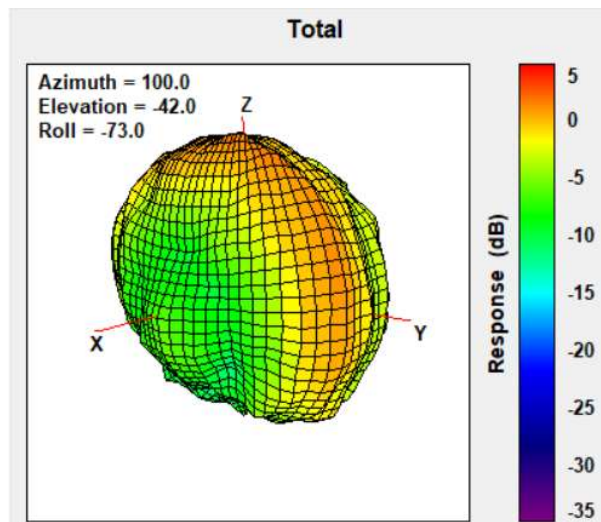 Total
Azimuth = 100.0
Elevation = -42.0
Roll = -73.0
Z
X
Y
Response (dB)
5
0
-5
-10
-15
-20
-25
-30
-35